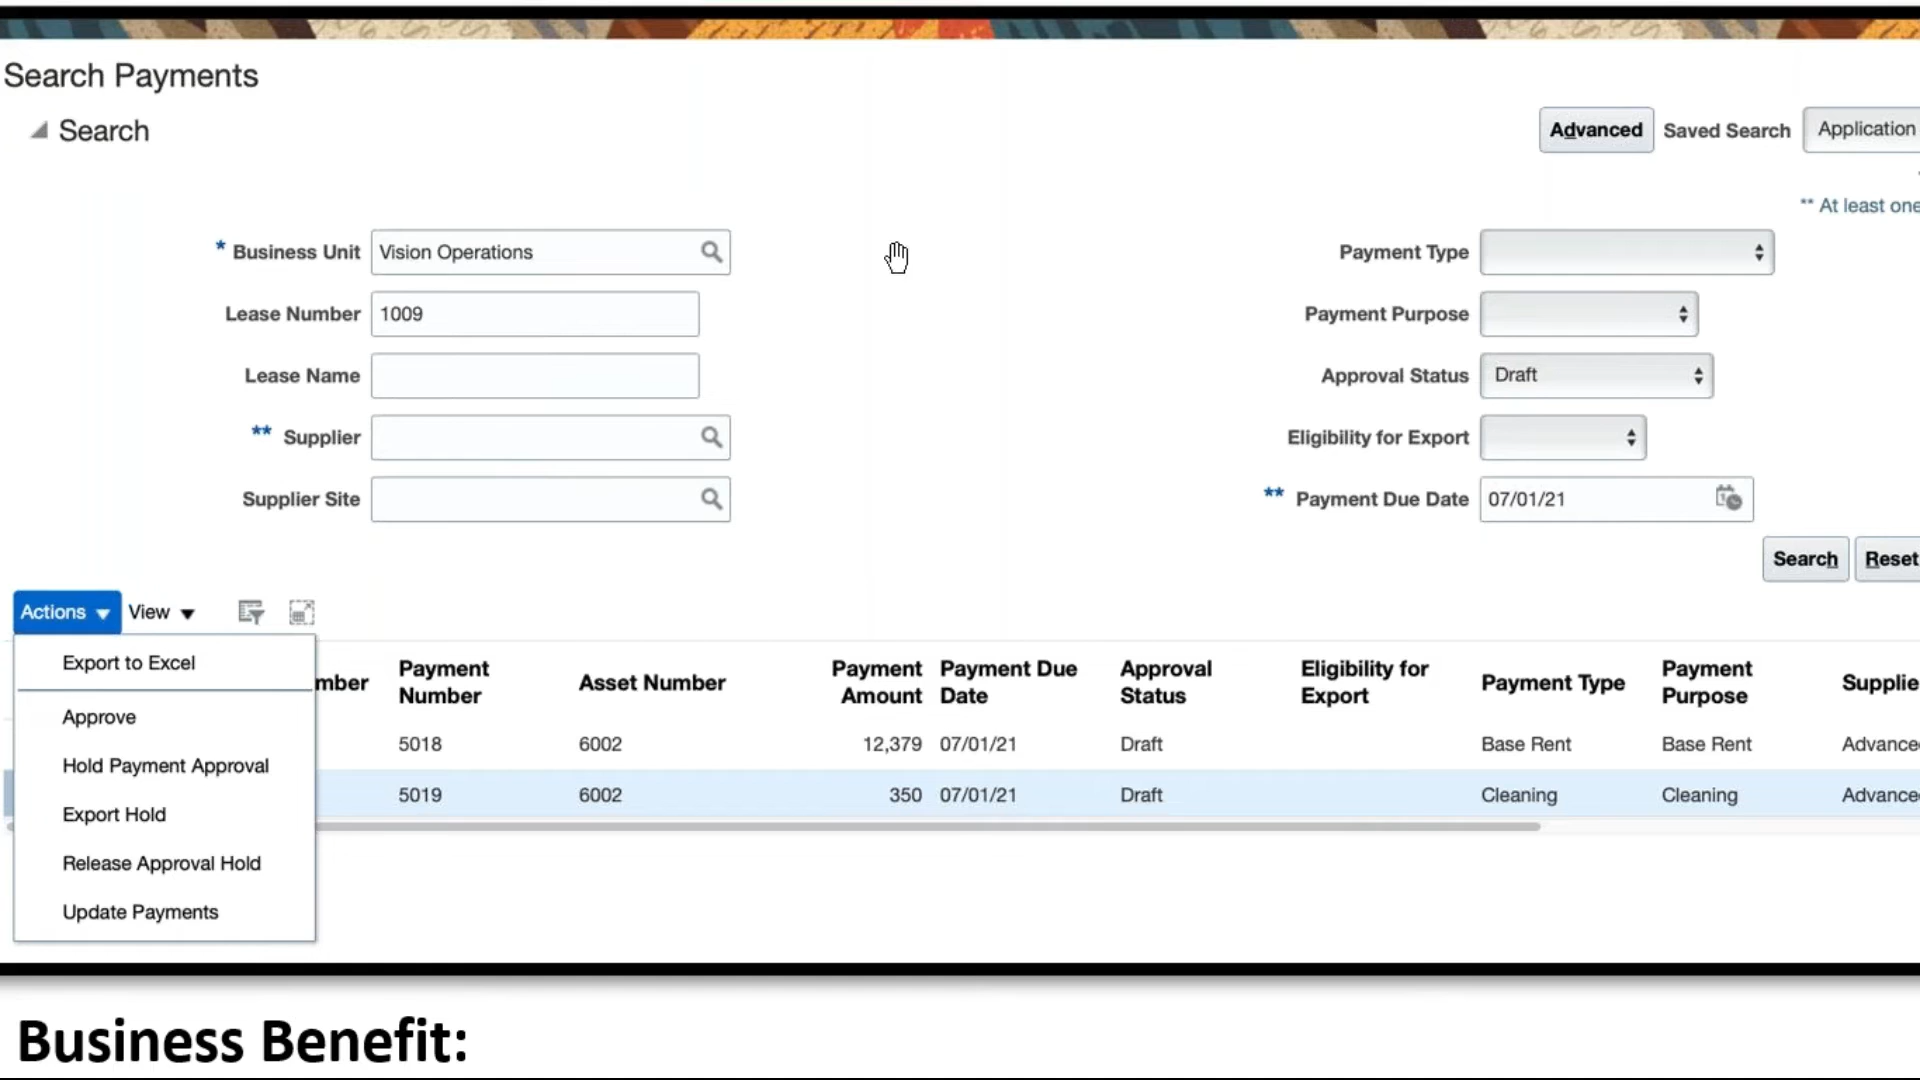 Search Payments
Search
Advanced Saved Search Application
** At least one
* Business Unit Vision Operations
Payment Type
Lease Number 1009
Payment Purpose
Lease Name
Approval Status Draft
** Supplier
Eligibility for Export
Supplier Site
** Payment Due Date 07/01/21
Search Reset
Actions View
Export to Excel
Approve
Hold Payment Approval
Export Hold
Release Approval Hold
Update Payments
mber Payment Number Asset Number Payment Amount Payment Due Date Approval Status Eligibility for Export Payment Type Payment Purpose Supplie
5018 6002 12,379 07/01/21 Draft Base Rent Base Rent Advance
5019 6002 350 07/01/21 Draft Cleaning Cleaning Advance
Business Benefit: